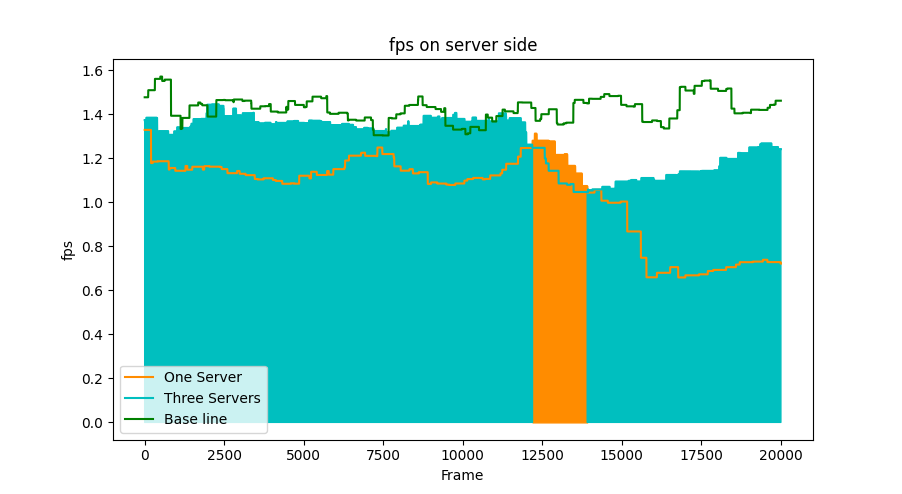 fps on server side
fps
1.6
1.4
1.2
1.0
0.8
0.6
0.4
0.2
0.0
One Server
Three Servers
Base line
0 2500 5000 7500 10000 12500 15000 17500 20000
Frame